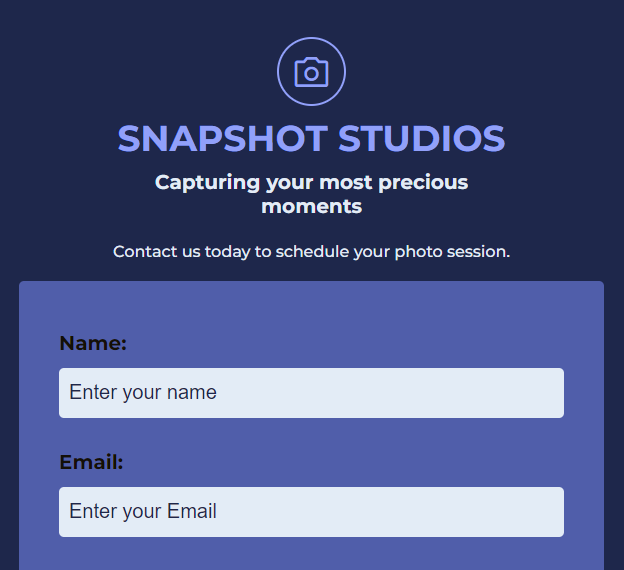 SNAPSHOT STUDIOS
Capturing your most precious
moments
Contact us today to schedule your photo session.
Name:
Enter your name
Email:
Enter your Email